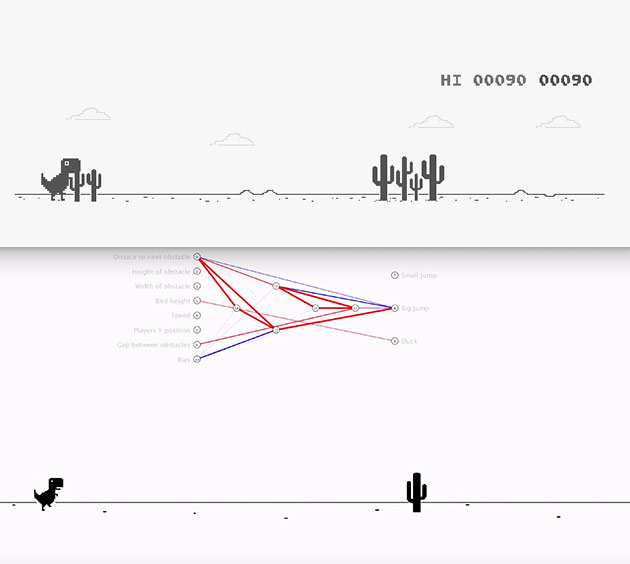 HI 00090 00090
Distace to next obstacle
Height of obstacle
Width of obstacle
Bird height
Speed
Players Y position
Gap between obstacles
Bias
Small jump
Big jump
Duck